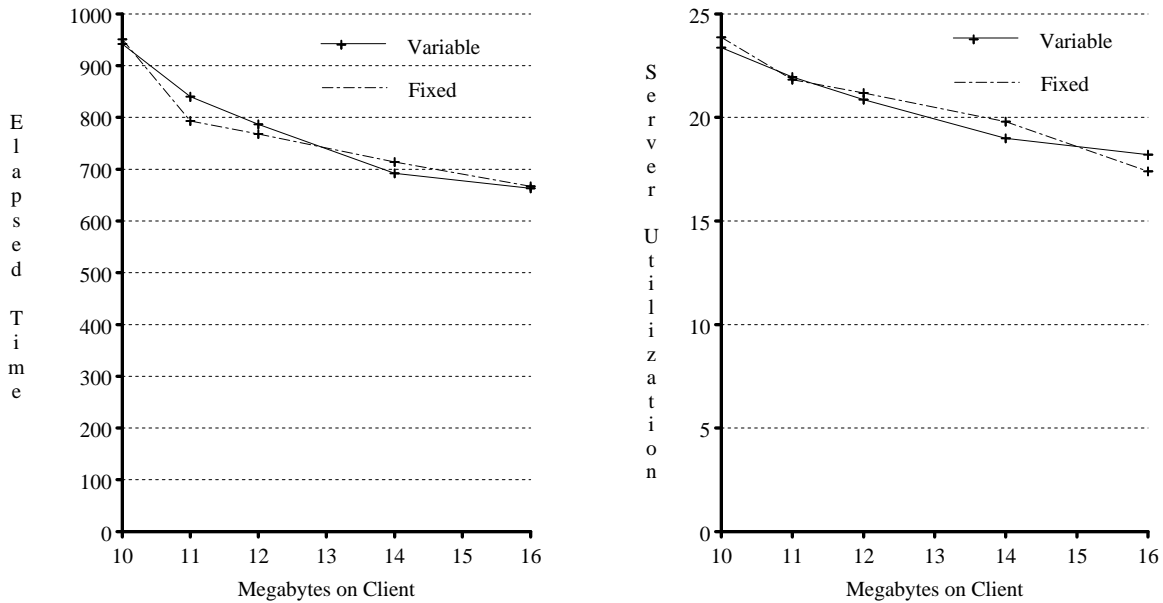 Elapsed Time
1000
900
800
700
600
500
400
300
200
100
0
Variable
Fixed
10 11 12 13 14 15 16
Megabytes on Client
Server Utilization
25
20
15
10
5
0
Variable
Fixed
10 11 12 13 14 15 16
Megabytes on Client